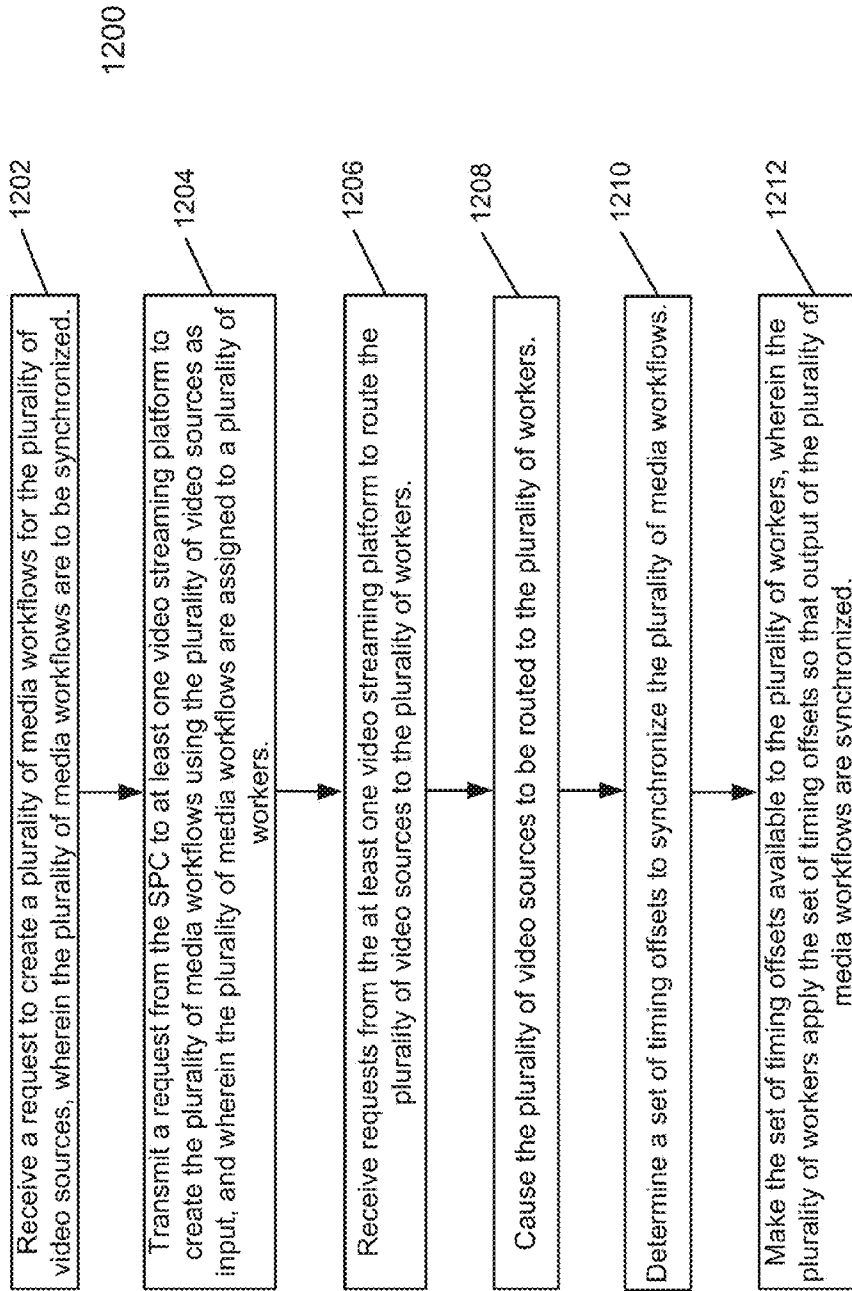 1200
Receive a request to create a plurality of media workflows for the plurality of
video sources, wherein the plurality of media workflows are to be synchronized.
1202
Transmit a request from the SPC to at least one video streaming platform to
create the plurality of media workflows using the plurality of video sources as
input, and wherein the plurality of media workflows are assigned to a plurality of
workers.
1204
Receive requests from the at least one video streaming platform to route the
plurality of video sources to the plurality of workers.
1206
Cause the plurality of video sources to be routed to the plurality of workers.
1208
Determine a set of timing offsets to synchronize the plurality of media workflows.
1210
Make the set of timing offsets available to the plurality of workers, wherein the
plurality of workers apply the set of timing offsets so that output of the plurality of
media workflows are synchronized.
1212